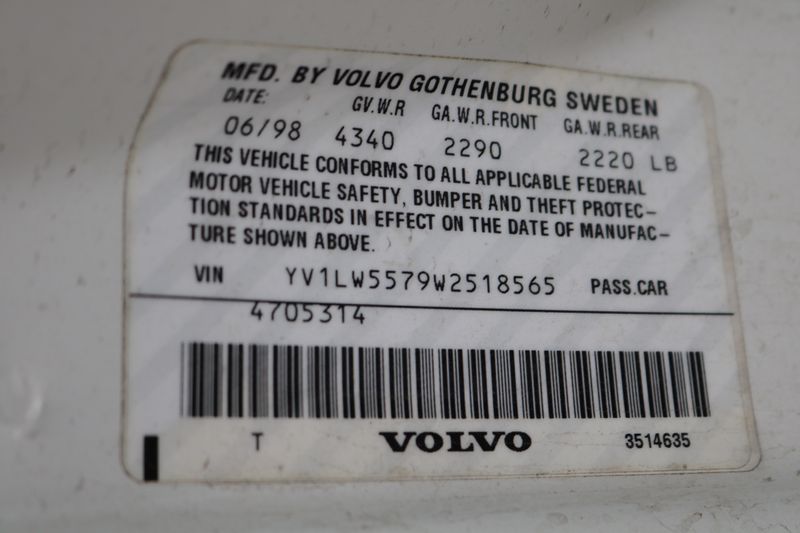 MFD. BY VOLVO GOTHENBURG SWEDEN
DATE: GV.W.R GA.W.R.FRONT GA.W.R.REAR
06/98 4340 2290 2220 LB
THIS VEHICLE CONFORMS TO ALL APPLICABLE FEDERAL
MOTOR VEHICLE SAFETY, BUMPER AND THEFT PROTEC-
TION STANDARDS IN EFFECT ON THE DATE OF MANUFAC-
TURE SHOWN ABOVE.
VIN YV1LW5579W2518565 PASS.CAR
4705314
T VOLVO 3514635